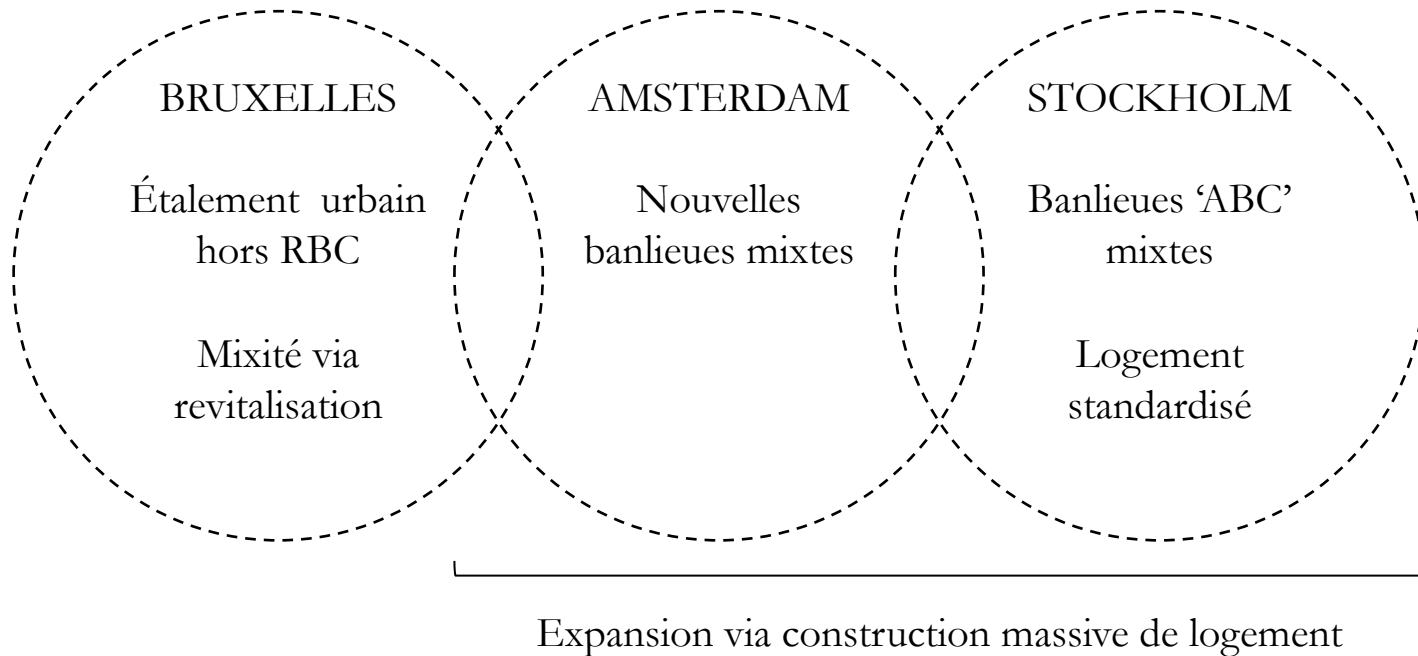 BRUXELLES
Étalement urbain
hors RBC
Mixité via
revitalisation
AMSTERDAM
Nouvelles
banlieues mixtes
STOCKHOLM
Banlieues ‘ABC’
mixtes
Logement
standardisé
Expansion via construction massive de logement